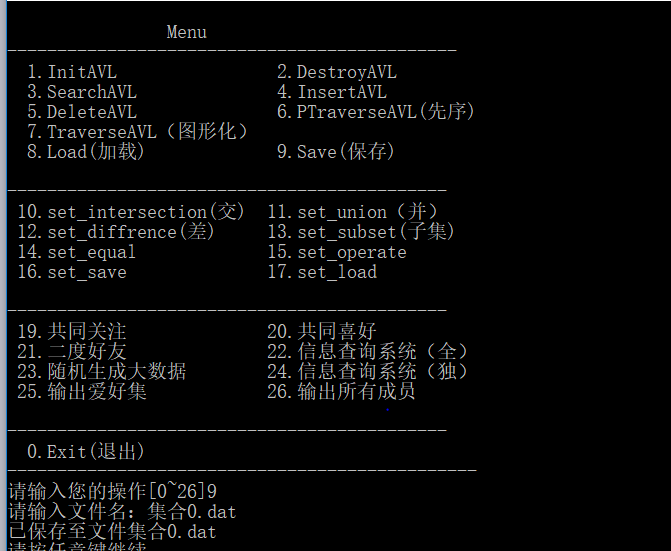 Menu
1.InitAVL 2.DestroyAVL
3.SearchAVL 4.InsertAVL
5.DeleteAVL 6.PTraverseAVL(先序)
7.TraverseAVL（图形化）
8.Load(加载) 9.Save(保存)
10.set_intersection(交) 11.set_union（并）
12.set_diffrence(差) 13.set_subset(子集)
14.set_equal 15.set_operate
16.set_save 17.set_load
19.共同关注 20.共同喜好
21.二度好友 22.信息查询系统（全）
23.随机生成大数据 24.信息查询系统（独）
25.输出爱好集 26.输出所有成员
0.Exit(退出)
请输入您的操作[0~26]9
请输入文件名：集合0.dat
已保存至文件集合0.dat
请按任意键继续